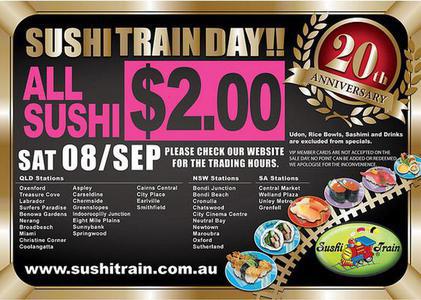 SUSHI TRAIN DAY!!
20th
ANNIVERSARY
ALL
SUSHI
$2.00
Udon, Rice Bowls, Sashimi and Drinks
are excluded from specials.
VIP MEMBER CARDS ARE NOT ACCEPTED ON THE
SALE DAY. NO POINT CAN BE ADDED OR REDEEMED.
WE APOLOGISE FOR THE INCONVENIENCE.
SAT 08/SEP
PLEASE CHECK OUR WEBSITE
FOR THE TRADING HOURS.
QLD Stations
Oxenford
Treasure Cove
Labrador
Surfers Paradise
Benowa Gardens
Nerang
Broadbeach
Miami
Christine Corner
Coolangatta
Aspley
Carseldine
Chermside
Greenslopes
Indooroopilly Junction
Eight Mile Plains
Sunnybank
Springwood
Cairns Central
City Place
Earlville
Smithfield
NSW Stations
Bondi Junction
Bondi Beach
Cronulla
Chatswood
City Cinema Centre
Neutral Bay
Newtown
Maroubra
Oxford
Sutherland
SA Stations
Central Market
Welland Plaza
Unley Metro
Grenfell
Sushi Train
www.sushitrain.com.au